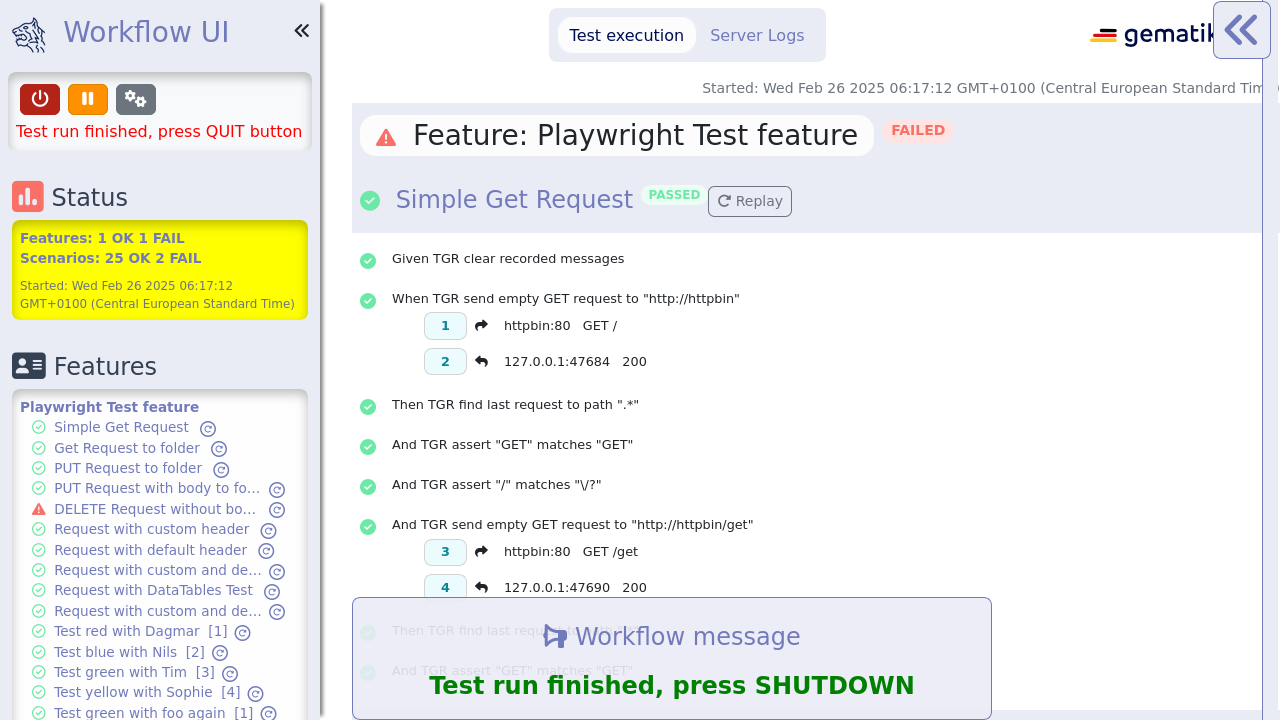 Workflow UI
Test run finished, press QUIT button
Status
Features: 1 OK 1 FAIL
Scenarios: 25 OK 2 FAIL
Started: Wed Feb 26 2025 06:17:12
GMT+0100 (Central European Standard Time)
Features
Playwright Test feature
Simple Get Request
Get Request to folder
PUT Request to folder
PUT Request with body to fo...
DELETE Request without bo...
Request with custom header
Request with default header
Request with custom and de...
Request with DataTables Test
Request with custom and de...
Test red with Dagmar [1]
Test blue with Nils [2]
Test green with Tim [3]
Test yellow with Sophie [4]
Test green with foo again [1]
Test execution Server Logs
gematik
Started: Wed Feb 26 2025 06:17:12 GMT+0100 (Central European Standard Tim
Feature: Playwright Test feature FAILED
Simple Get Request PASSED Replay
Given TGR clear recorded messages
When TGR send empty GET request to "http://httpbin"
1 httpbin:80 GET /
2 127.0.0.1:47684 200
Then TGR find last request to path ".*"
And TGR assert "GET" matches "GET"
And TGR assert "/" matches "\/?"
And TGR send empty GET request to "http://httpbin/get"
3 httpbin:80 GET /get
4 127.0.0.1:47690 200
Then TGR find last request to path
And TGR assert "GET" matches "GET"
Workflow message
Test run finished, press SHUTDOWN